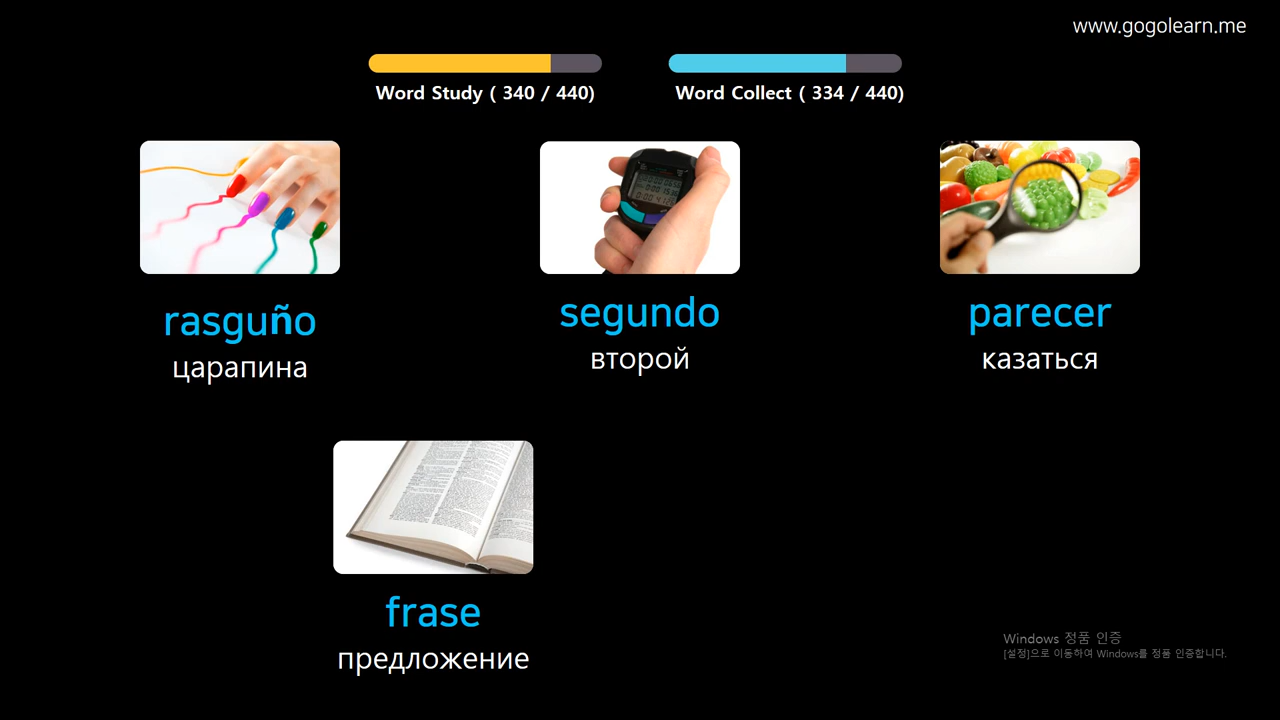 www.gogolearn.me
Word Study ( 340 / 440)
Word Collect ( 334 / 440)
rasguño
царапина
segundo
второй
parecer
казаться
frase
предложение
Windows 정품 인증
[설정]으로 이동하여 Windows를 정품 인증합니다.